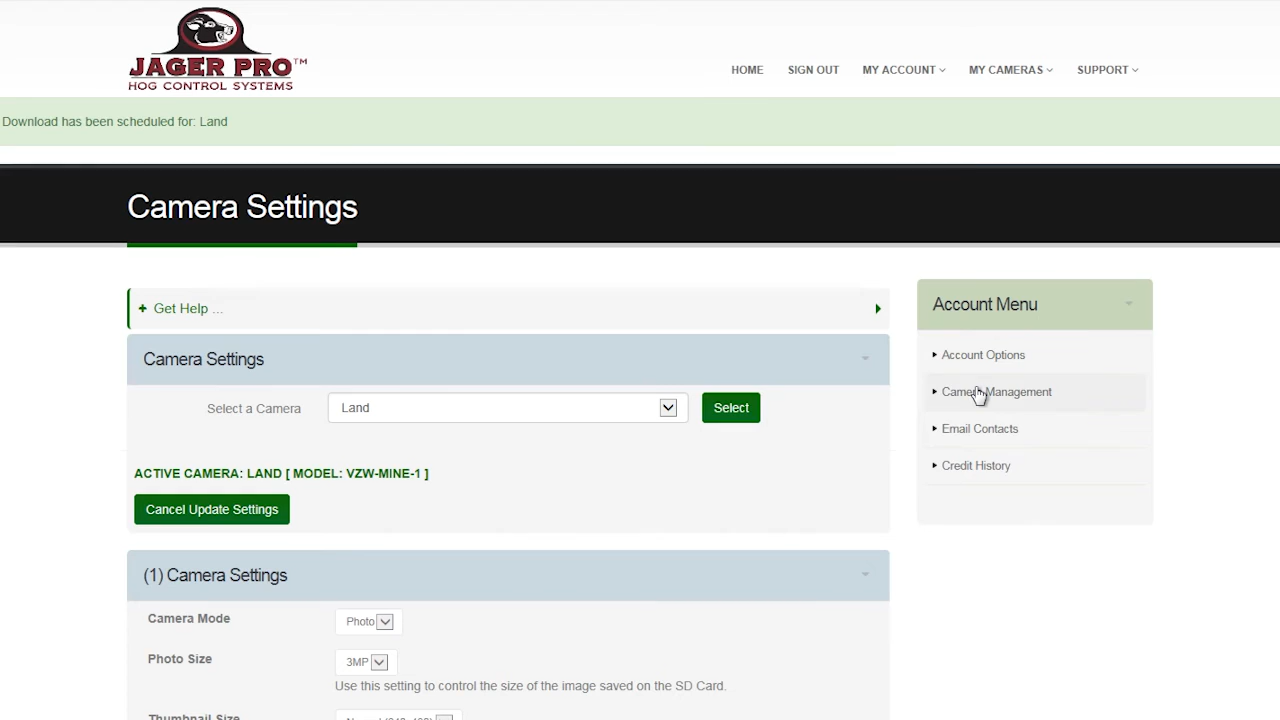 JAGER PRO™
HOG CONTROL SYSTEMS
HOME SIGN OUT MY ACCOUNT MY CAMERAS SUPPORT
Download has been scheduled for: Land
Camera Settings
+ Get Help ...
Account Menu
Account Options
Camera Management
Email Contacts
Credit History
Camera Settings
Select a Camera Land Select
ACTIVE CAMERA: LAND [ MODEL: VZW-MINE-1 ]
Cancel Update Settings
(1) Camera Settings
Camera Mode Photo
Photo Size 3MP
Use this setting to control the size of the image saved on the SD Card.
Thumbnail Size